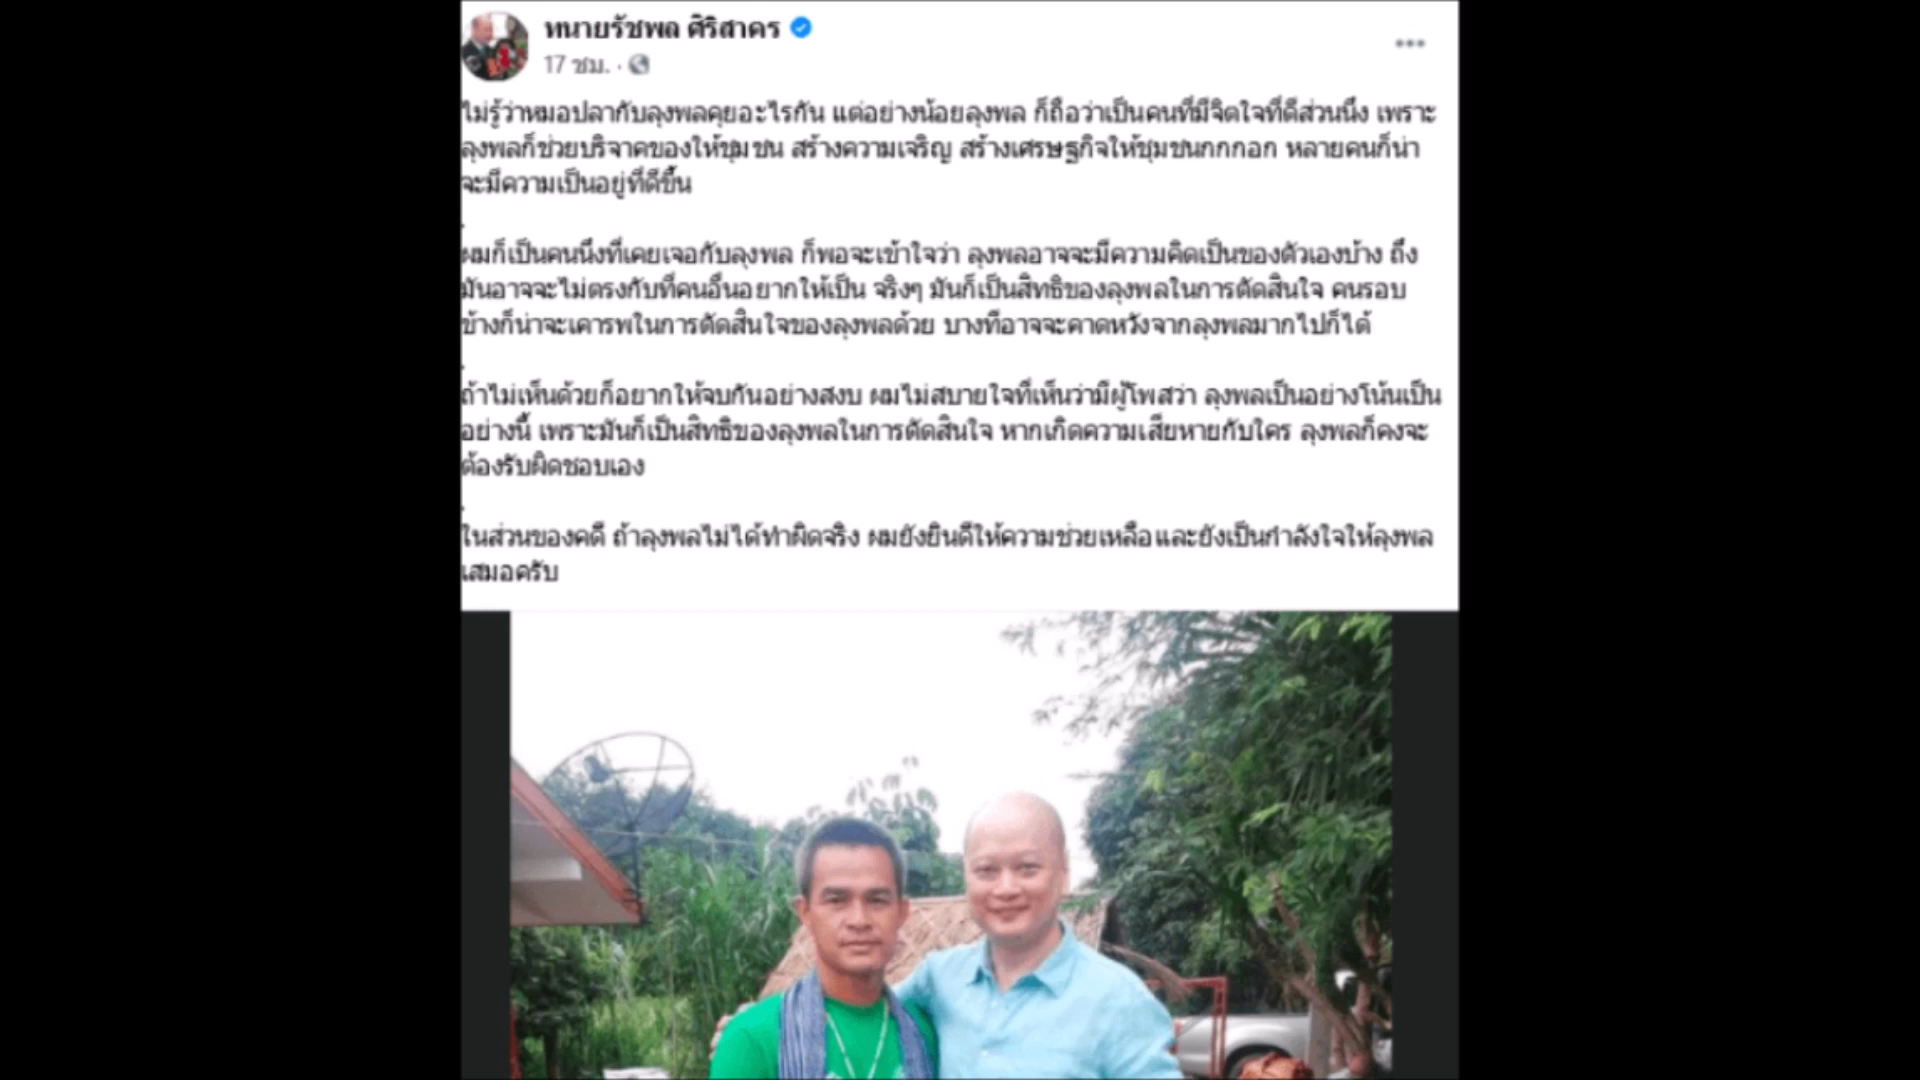 ทนายรัชพล ศิริสาคร
17 ชม. ·
ไม่รู้ว่าหมอปลากับลุงพลคุยอะไรกัน แต่อย่างน้อยลุงพล ก็ถือว่าเป็นคนที่มีจิตใจที่ดีส่วนนึง เพราะ
ลุงพลก็ช่วยบริจาคของให้ชุมชน สร้างความเจริญ สร้างเศรษฐกิจให้ชุมชนกกกอก หลายคนก็น่า
จะมีความเป็นอยู่ที่ดีขึ้น
.
ผมก็เป็นคนนึงที่เคยเจอกับลุงพล ก็พอจะเข้าใจว่า ลุงพลอาจจะมีความคิดเป็นของตัวเองบ้าง ถึง
มันอาจจะไม่ตรงกับที่คนอื่นอยากให้เป็น จริงๆ มันก็เป็นสิทธิของลุงพลในการตัดสินใจ คนรอบ
ข้างก็น่าจะเคารพในการตัดสินใจของลุงพลด้วย บางทีอาจจะคาดหวังจากลุงพลมากไปก็ได้
.
ถ้าไม่เห็นด้วยก็อยากให้จบกันอย่างสงบ ผมไม่สบายใจที่เห็นว่ามีผู้โพสว่า ลุงพลเป็นอย่างโน้นเป็น
อย่างนี้ เพราะมันก็เป็นสิทธิของลุงพลในการตัดสินใจ หากเกิดความเสียหายกับใคร ลุงพลก็คงจะ
ต้องรับผิดชอบเอง
.
ในส่วนของคดี ถ้าลุงพลไม่ได้ทำผิดจริง ผมยังยินดีให้ความช่วยเหลือและยังเป็นกำลังใจให้ลุงพล
เสมอครับ